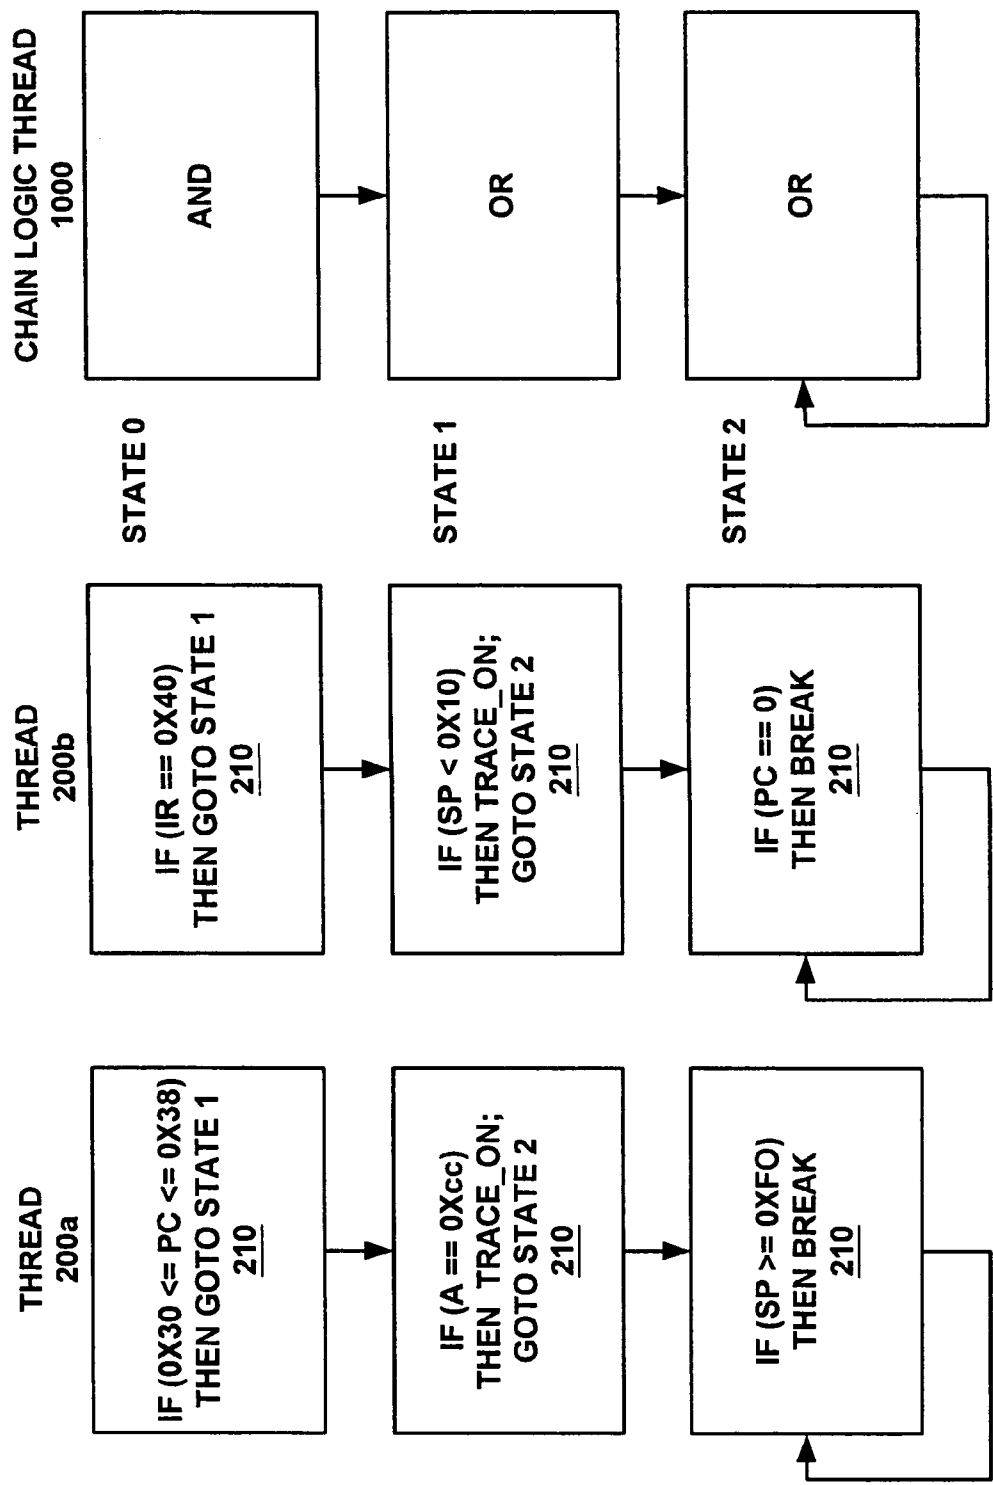 THREAD
200a
THREAD
200b
CHAIN LOGIC THREAD
1000
IF (0X30 <= PC <= 0X38)
THEN GOTO STATE 1
210
IF (IR == 0X40)
THEN GOTO STATE 1
210
STATE 0
AND
IF (A == 0Xcc)
THEN TRACE_ON;
GOTO STATE 2
210
IF (SP < 0X10)
THEN TRACE_ON;
GOTO STATE 2
210
STATE 1
OR
IF (SP >= 0XFO)
THEN BREAK
210
IF (PC == 0)
THEN BREAK
210
STATE 2
OR